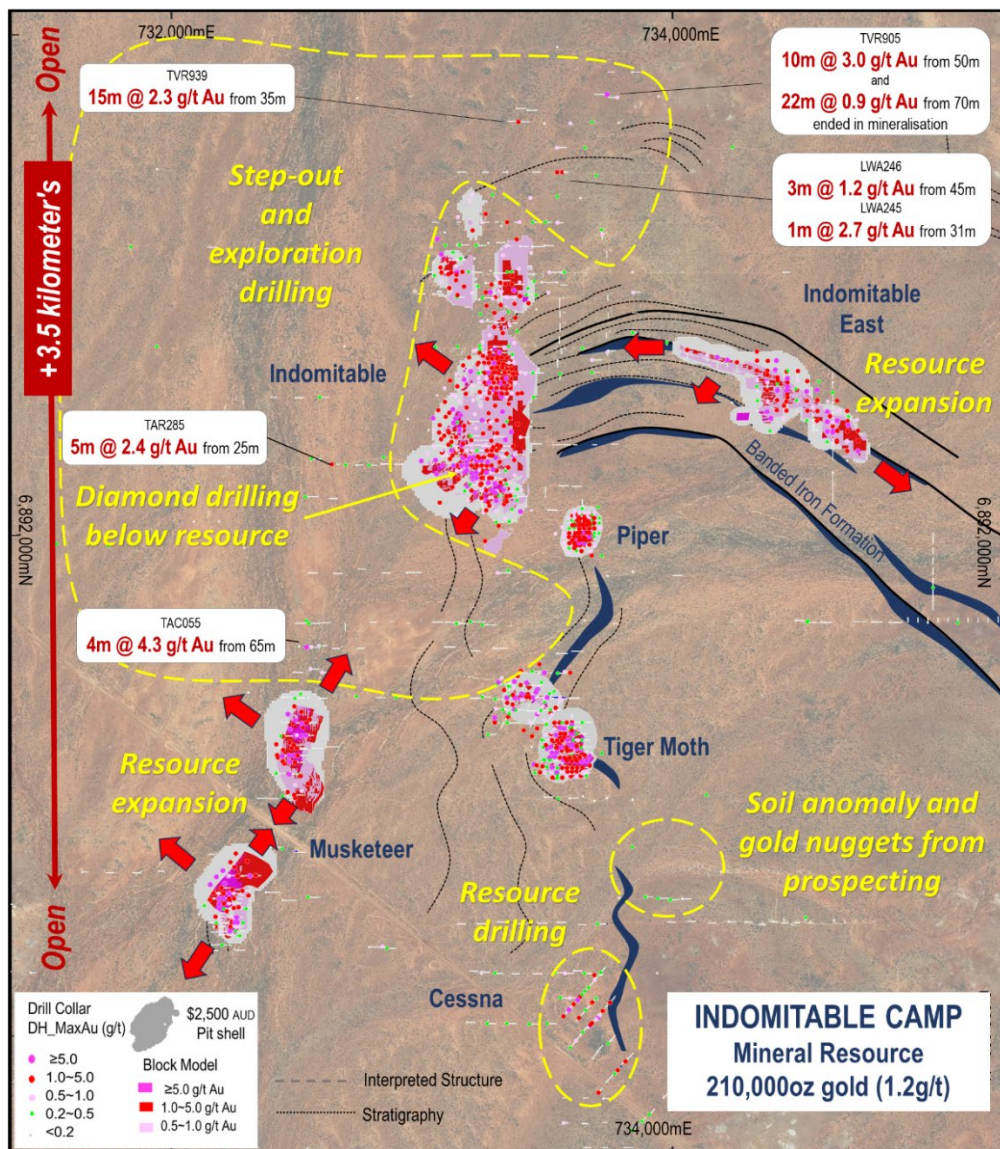 732,000mE
734,000mE
Open
+3.5 kilometer's
Open
TVR939
15m @ 2.3 g/t Au from 35m
TVR905
10m @ 3.0 g/t Au from 50m
and
22m @ 0.9 g/t Au from 70m
ended in mineralisation
LWA246
3m @ 1.2 g/t Au from 45m
LWA245
1m @ 2.7 g/t Au from 31m
Step-out
and
exploration
drilling
Indomitable
East
Resource
expansion
Indomitable
TAR285
5m @ 2.4 g/t Au from 25m
Diamond drilling
below resource
Banded Iron Formation
6,892,000mN
6,892,000mN
Piper
TAC055
4m @ 4.3 g/t Au from 65m
Resource
expansion
Musketeer
Tiger Moth
Soil anomaly and
gold nuggets from
prospecting
Resource
drilling
Cessna
Drill Collar
DH_MaxAu (g/t)
≥5.0
1.0~5.0
0.5~1.0
0.2~0.5
<0.2
$2,500 AUD
Pit shell
Block Model
≥5.0 g/t Au
1.0~5.0 g/t Au
0.5~1.0 g/t Au
Interpreted Structure
Stratigraphy
INDOMITABLE CAMP
Mineral Resource
210,000oz gold (1.2g/t)
734,000mE